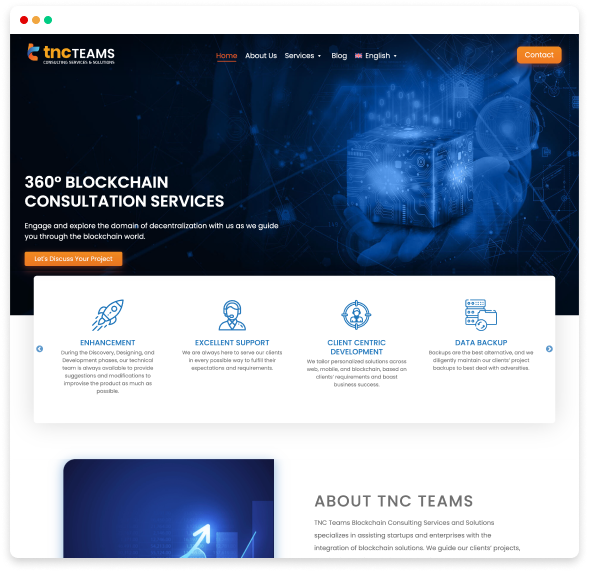 tncTEAMS
CONSULTING SERVICES & SOLUTIONS
Home About Us Services Blog English Contact
360° BLOCKCHAIN
CONSULTATION SERVICES
Engage and explore the domain of decentralization with us as we guide
you through the blockchain world.
Let's Discuss Your Project
ENHANCEMENT
During the Discovery, Designing, and
Development phases, our technical
team is always available to provide
suggestions and modifications to
improvise the product as much as
possible.
EXCELLENT SUPPORT
We are always here to serve our clients
in every possible way to fulfill their
expectations and requirements.
CLIENT CENTRIC
DEVELOPMENT
We tailor personalized solutions across
web, mobile, and blockchain, based on
clients' requirements and boost
business success.
DATA BACKUP
Backups are the best alternative, and we
diligently maintain our clients' project
backups to best deal with adversities.
ABOUT TNC TEAMS
TNC Teams Blockchain Consulting Services and Solutions
specializes in assisting startups and enterprises with the
integration of blockchain solutions. We guide our clients' projects,